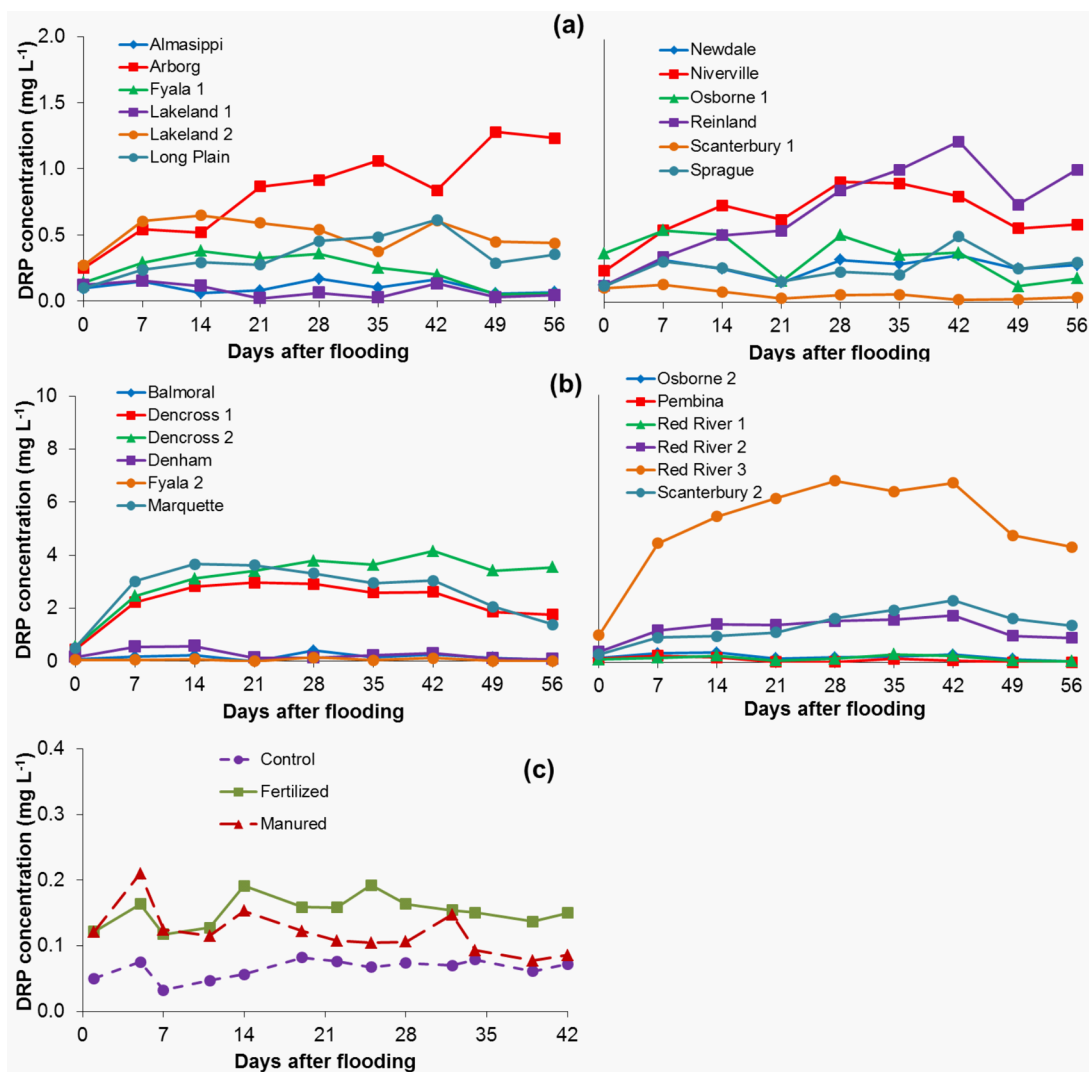 (a)
DRP concentration (mg L-1)
2.0
1.5
1.0
0.5
0.0
Almasippi
Arborg
Fyala 1
Lakeland 1
Lakeland 2
Long Plain
0 7 14 21 28 35 42 49 56
Days after flooding
Newdale
Niverville
Osborne 1
Reinland
Scanterbury 1
Sprague
0 7 14 21 28 35 42 49 56
Days after flooding
(b)
DRP concentration (mg L-1)
10
8
6
4
2
0
Balmoral
Dencross 1
Dencross 2
Denham
Fyala 2
Marquette
0 7 14 21 28 35 42 49 56
Days after flooding
Osborne 2
Pembina
Red River 1
Red River 2
Red River 3
Scanterbury 2
0 7 14 21 28 35 42 49 56
Days after flooding
(c)
DRP concentration (mg L-1)
0.4
0.3
0.2
0.1
0.0
Control
Fertilized
Manured
0 7 14 21 28 35 42
Days after flooding